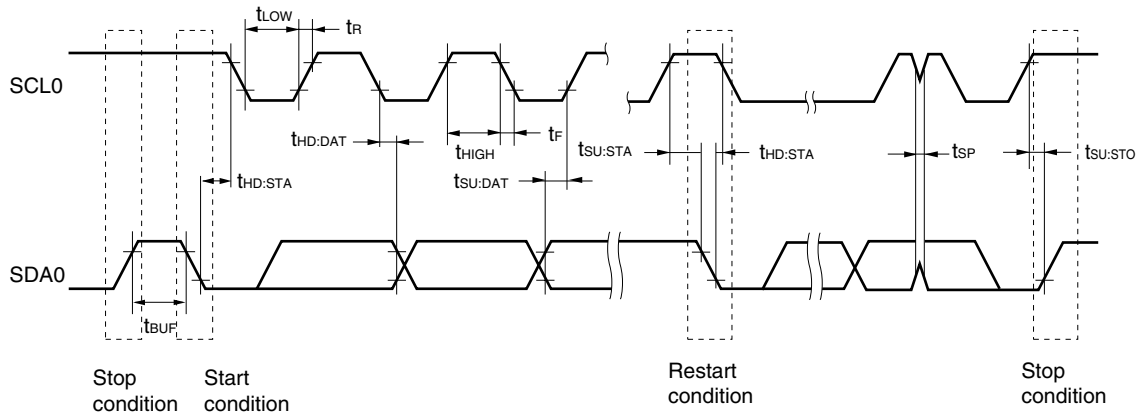 tLOW
tR
SCL0
tHD:DAT
tHIGH
tF
tSU:STA
tHD:STA
tSP
tSU:STO
tHD:STA
tSU:DAT
SDA0
tBUF
Stop
condition
Start
condition
Restart
condition
Stop
condition